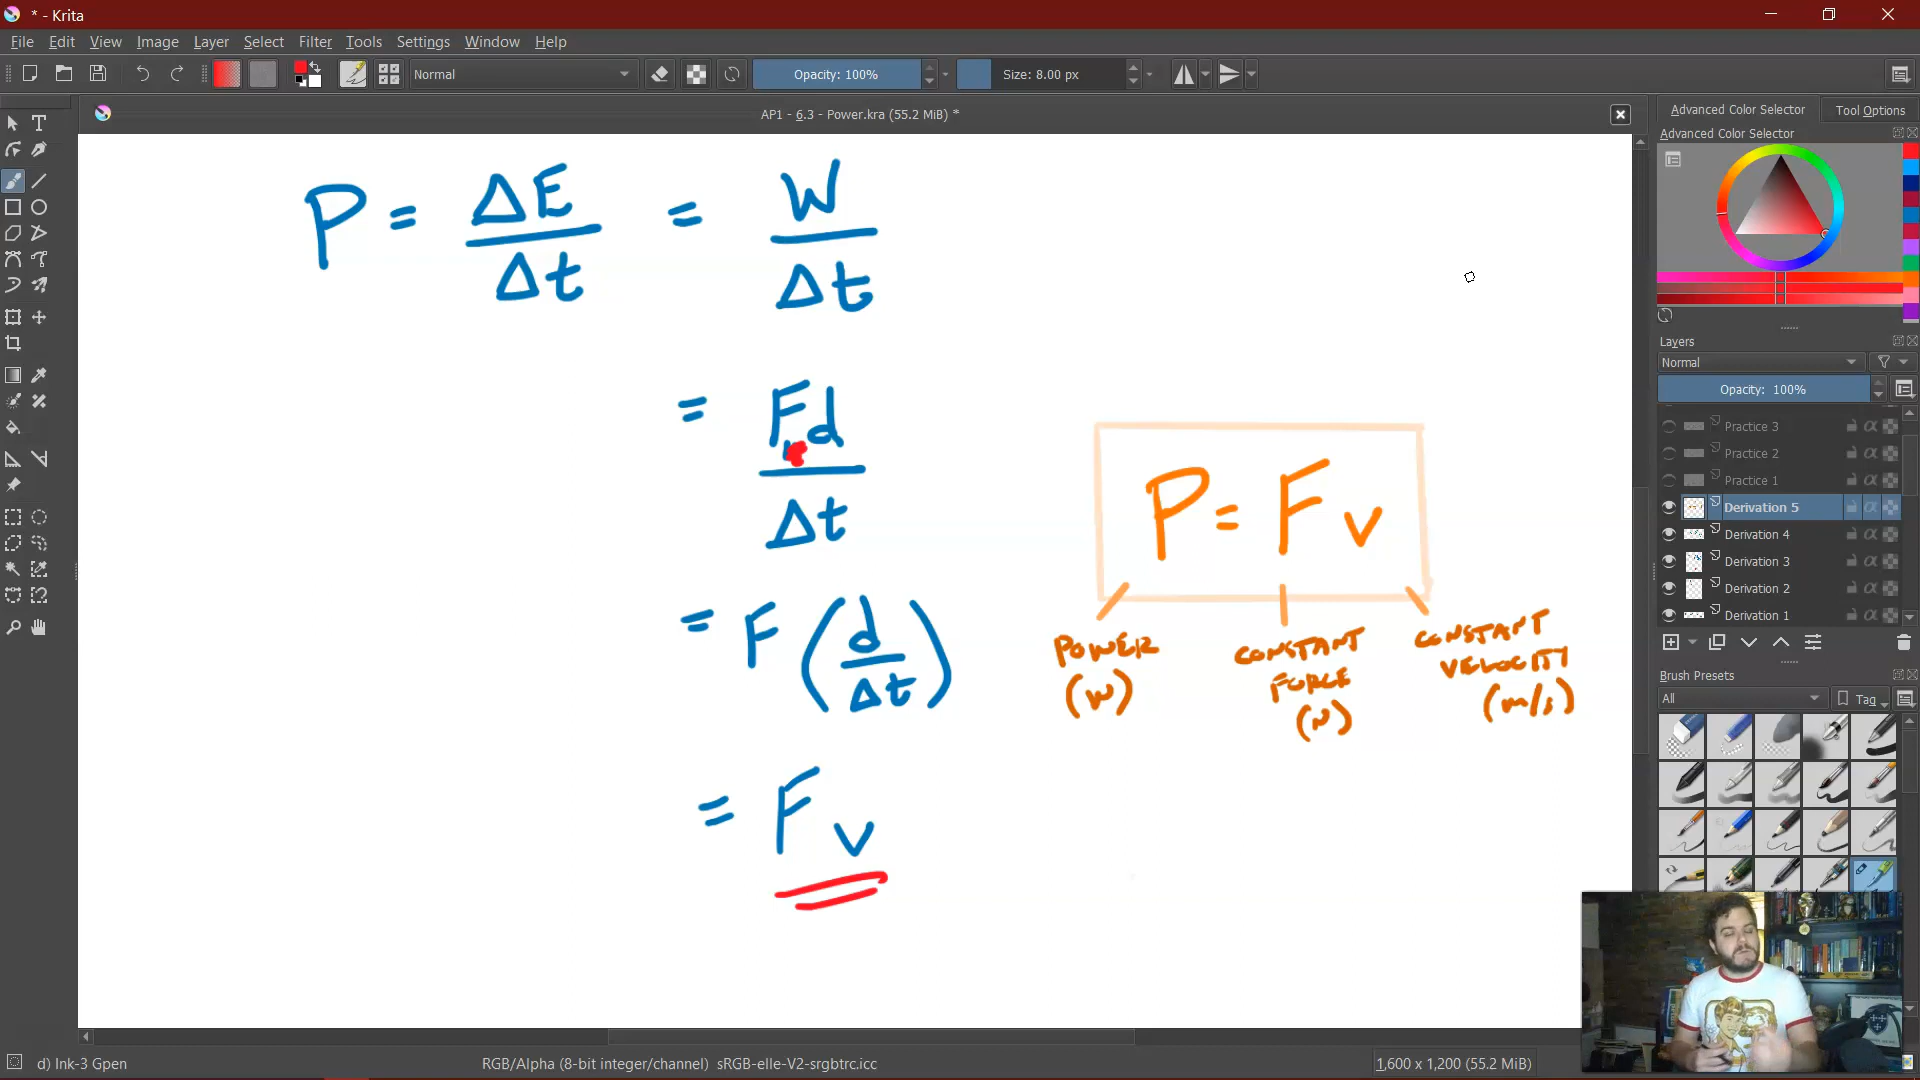 * - Krita
File Edit View Image Layer Select Filter Tools Settings Window Help
Normal Opacity: 100% Size: 8.00 px
AP1 - 6.3 - Power.kra (55.2 MiB) *
Advanced Color Selector Tool Options
Advanced Color Selector
P = ΔE/Δt = W/Δt
= Fd/Δt
= F (d/Δt)
= Fv
P = Fv
POWER (W)
CONSTANT FORCE (N)
CONSTANT VELOCITY (m/s)
Layers
Normal
Opacity: 100%
Practice 3
Practice 2
Practice 1
Derivation 5
Derivation 4
Derivation 3
Derivation 2
Derivation 1
Brush Presets
All Tag
d) Ink-3 Gpen
RGB/Alpha (8-bit integer/channel) sRGB-elle-V2-srgbtrc.icc
1,600 x 1,200 (55.2 MiB)